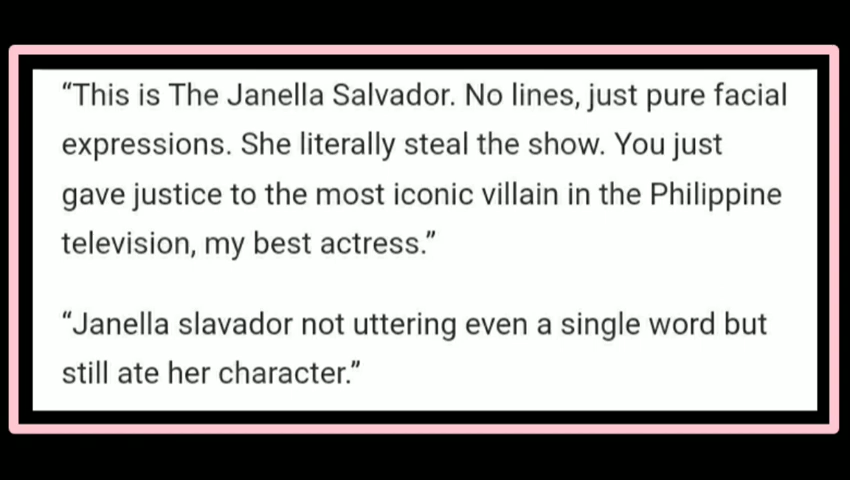 “This is The Janella Salvador. No lines, just pure facial
expressions. She literally steal the show. You just
gave justice to the most iconic villain in the Philippine
television, my best actress.”
“Janella slavador not uttering even a single word but
still ate her character.”